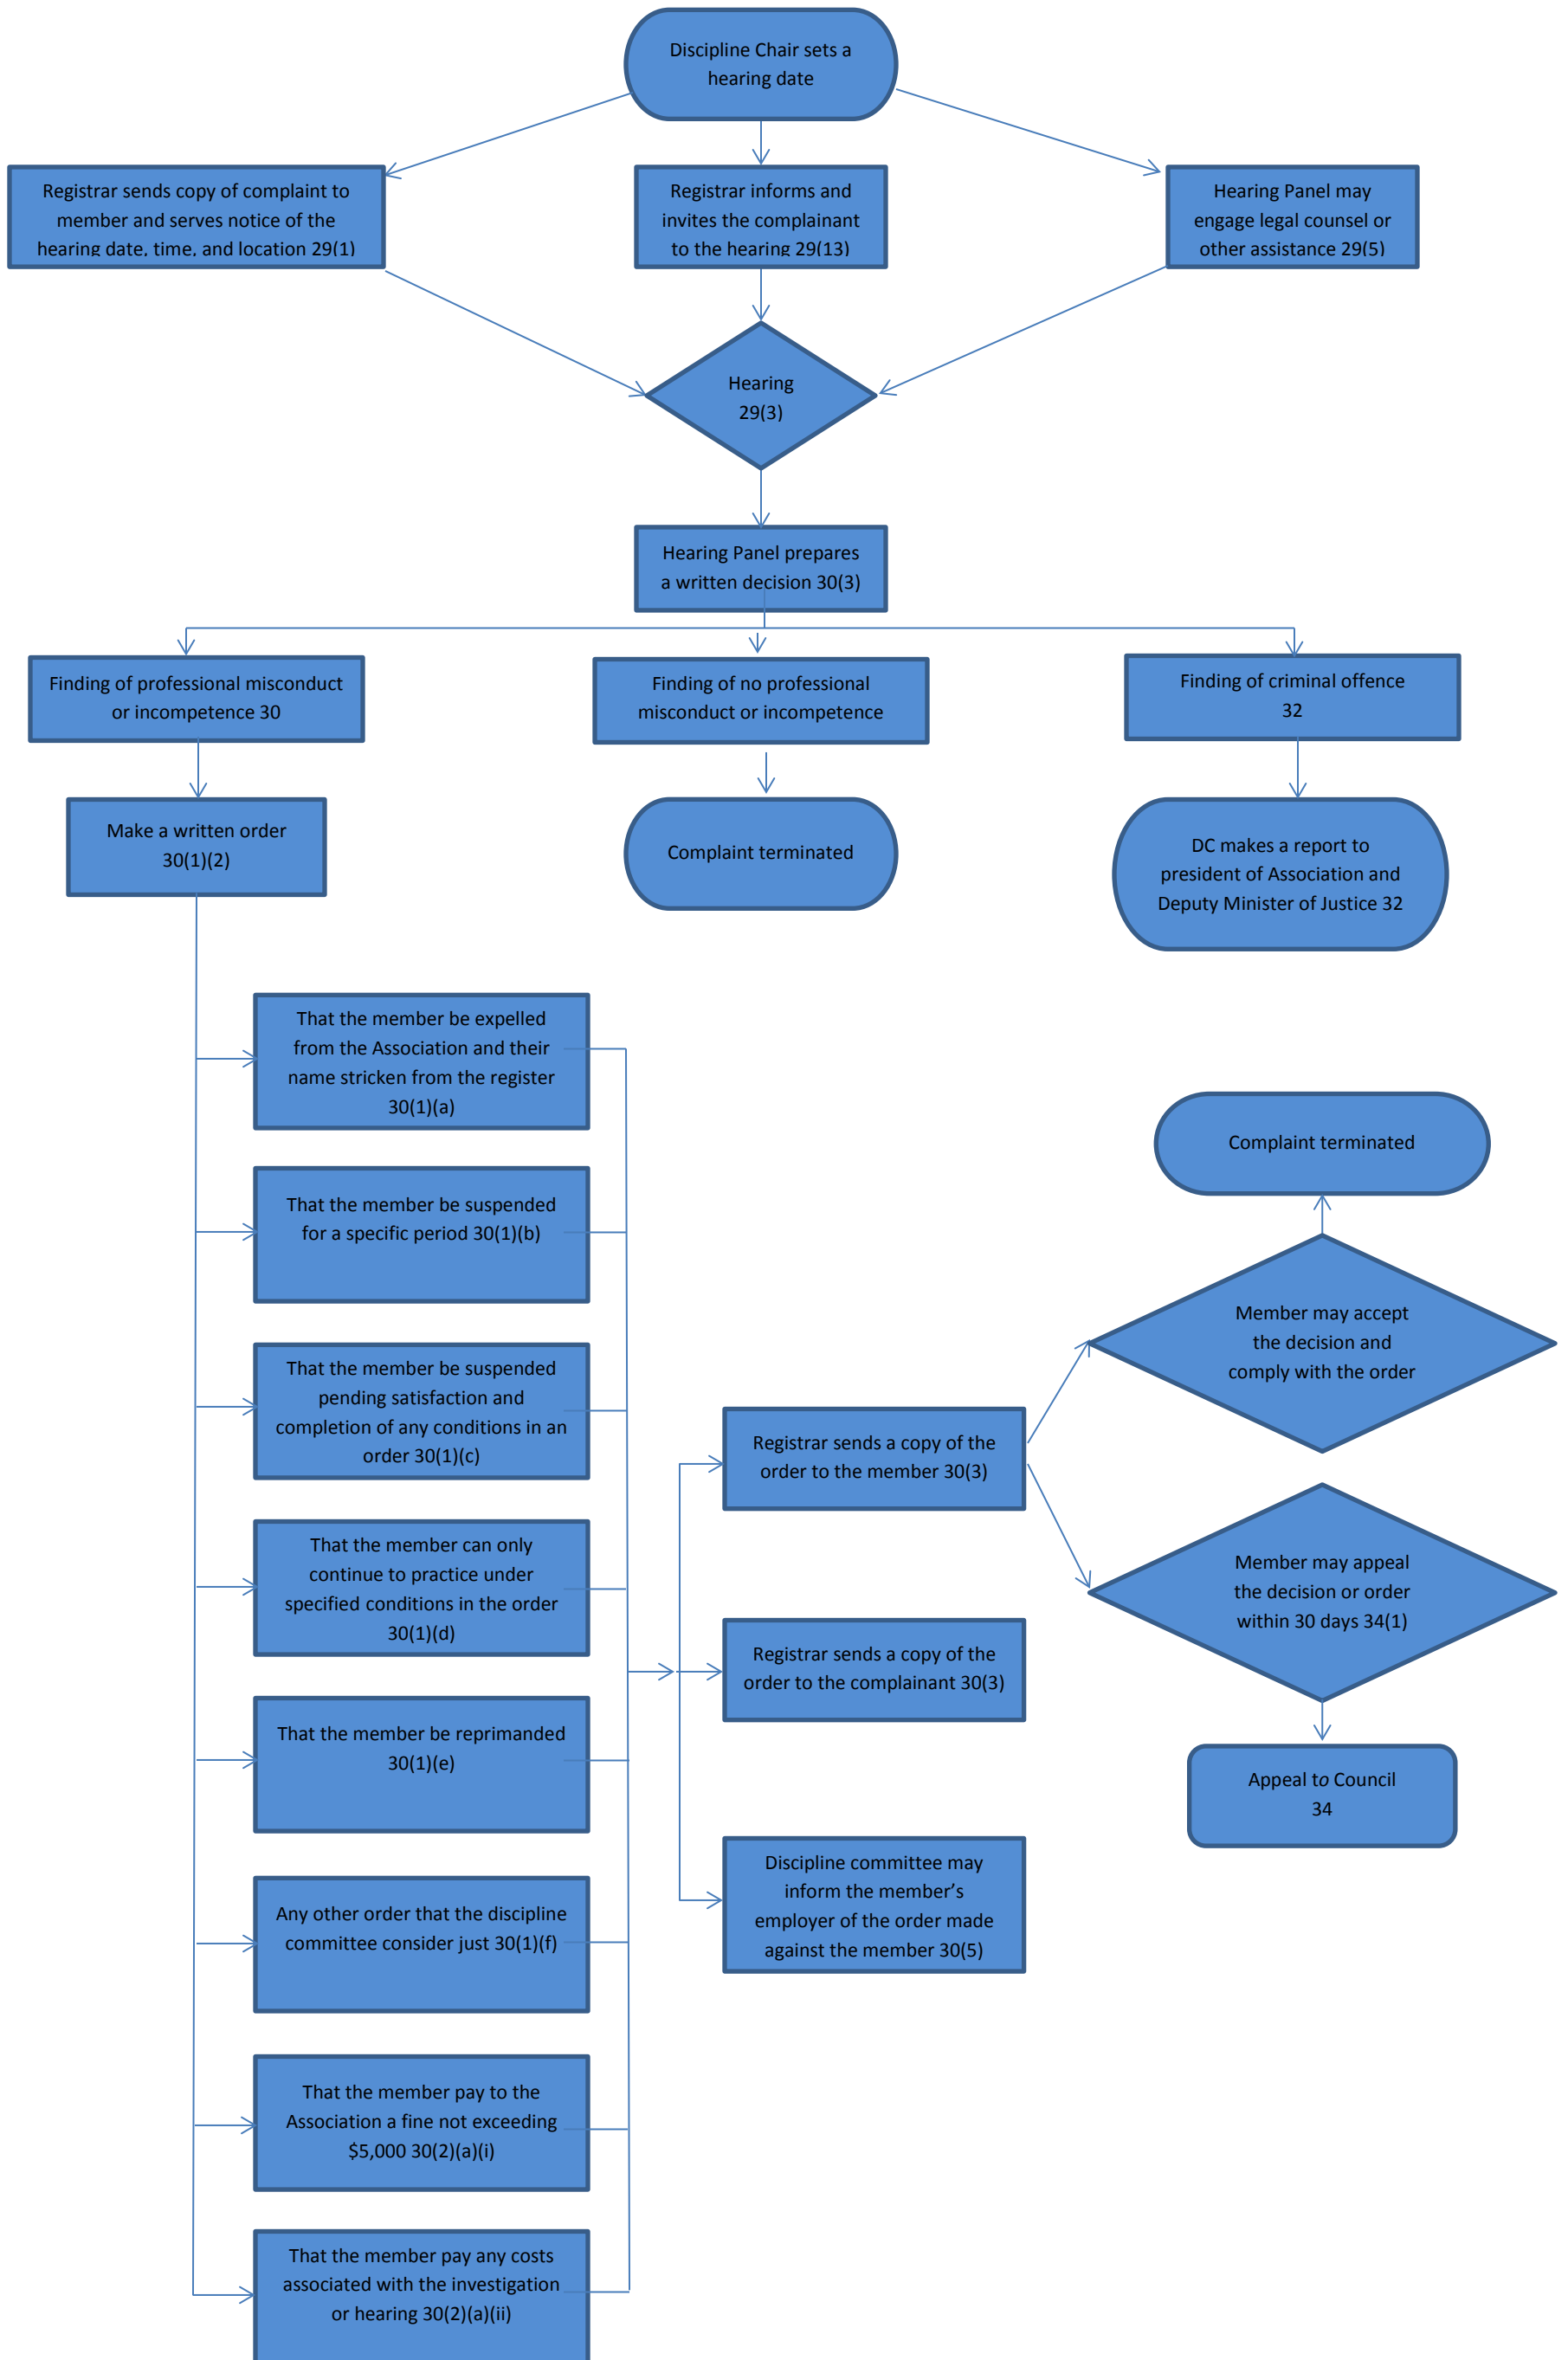 Discipline Chair sets a
hearing date
Registrar sends copy of complaint to
member and serves notice of the
hearing date, time, and location 29(1)
Registrar informs and
invites the complainant
to the hearing 29(13)
Hearing Panel may
engage legal counsel or
other assistance 29(5)
Hearing
29(3)
Hearing Panel prepares
a written decision 30(3)
Finding of professional misconduct
or incompetence 30
Finding of no professional
misconduct or incompetence
Finding of criminal offence
32
Make a written order
30(1)(2)
Complaint terminated
DC makes a report to
president of Association and
Deputy Minister of Justice 32
That the member be expelled
from the Association and their
name stricken from the register
30(1)(a)
That the member be suspended
for a specific period 30(1)(b)
That the member be suspended
pending satisfaction and
completion of any conditions in an
order 30(1)(c)
That the member can only
continue to practice under
specified conditions in the order
30(1)(d)
That the member be reprimanded
30(1)(e)
Any other order that the discipline
committee consider just 30(1)(f)
That the member pay to the
Association a fine not exceeding
$5,000 30(2)(a)(i)
That the member pay any costs
associated with the investigation
or hearing 30(2)(a)(ii)
Registrar sends a copy of the
order to the member 30(3)
Registrar sends a copy of the
order to the complainant 30(3)
Discipline committee may
inform the member’s
employer of the order made
against the member 30(5)
Complaint terminated
Member may accept
the decision and
comply with the order
Member may appeal
the decision or order
within 30 days 34(1)
Appeal to Council
34